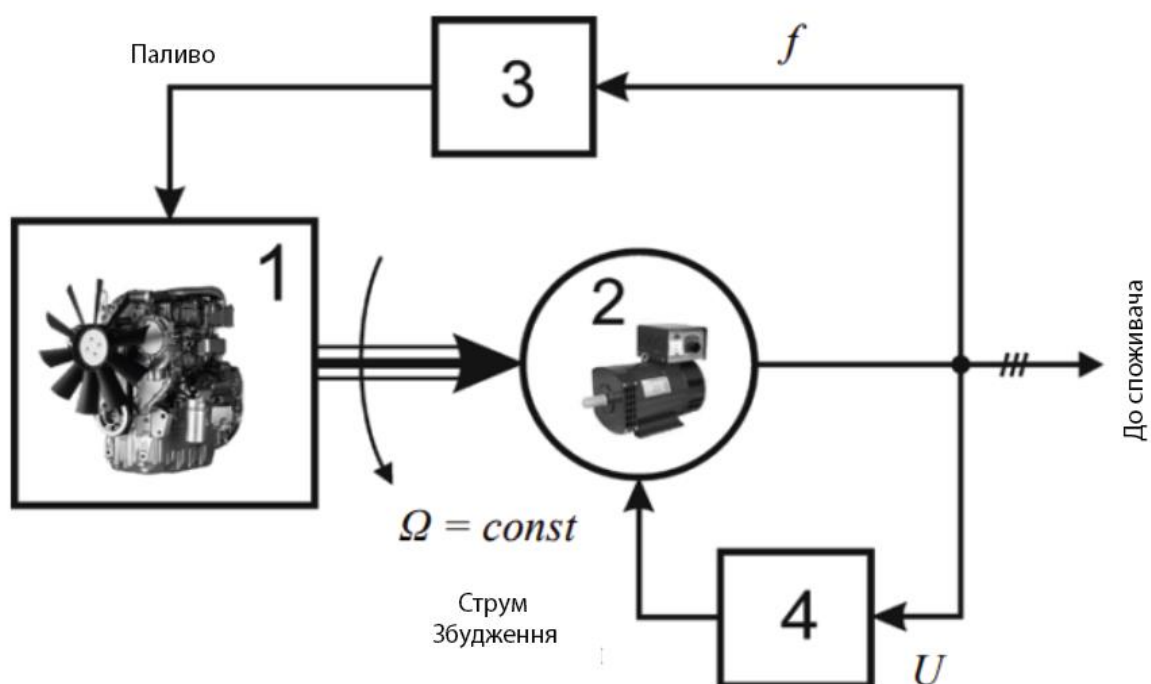 Паливо
3
f
1
2
До споживача
Ω = const
Струм
Збудження
4
U